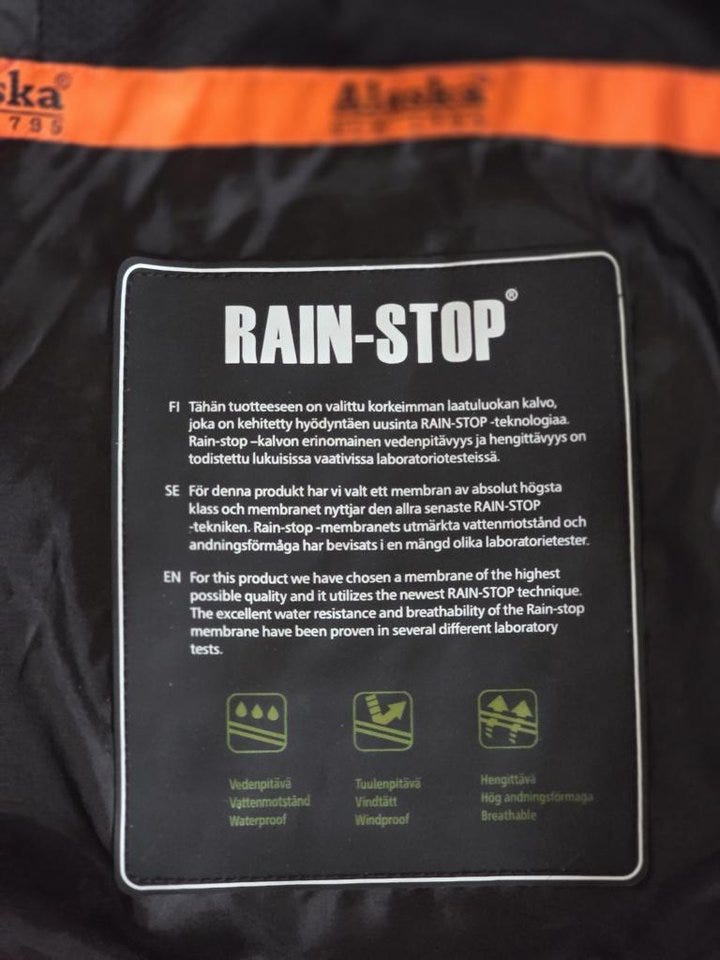 ska®
1795
Alaska
RAIN-STOP®
FI Tähän tuotteeseen on valittu korkeimman laatuluokan kalvo,
joka on kehitetty hyödyntäen uusinta RAIN-STOP -teknologiaa.
Rain-stop –kalvon erinomainen vedenpitävyys ja hengittävyys on
todistettu lukuisissa vaativissa laboratoriotesteissä.
SE För denna produkt har vi valt ett membran av absolut högsta
klass och membranet nyttjar den allra senaste RAIN-STOP
-tekniken. Rain-stop -membranets utmärkta vattenmotstånd och
andningsförmåga har bevisats i en mängd olika laboratorietester.
EN For this product we have chosen a membrane of the highest
possible quality and it utilizes the newest RAIN-STOP technique.
The excellent water resistance and breathability of the Rain-stop
membrane have been proven in several different laboratory
tests.
Vedenpitävä Tuulenpitävä Hengittävä
Vattenmotstånd Vindtätt Hög andningsförmaga
Waterproof Windproof Breathable